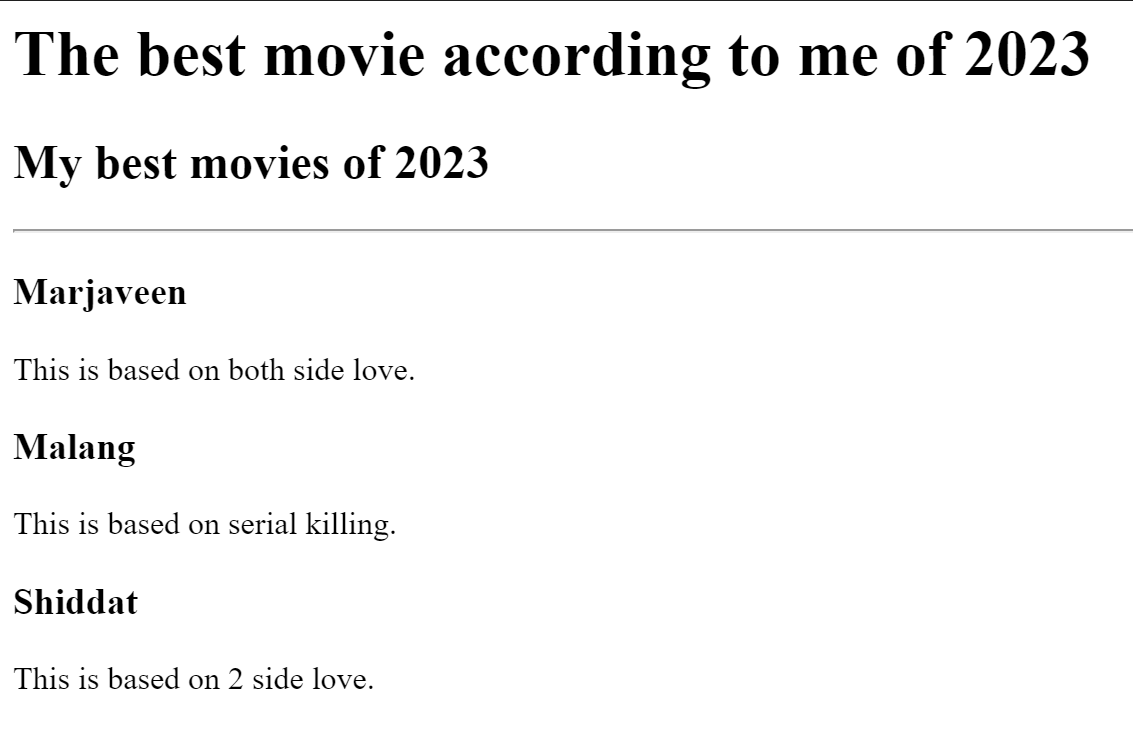 The best movie according to me of 2023
My best movies of 2023
Marjaveen
This is based on both side love.
Malang
This is based on serial killing.
Shiddat
This is based on 2 side love.